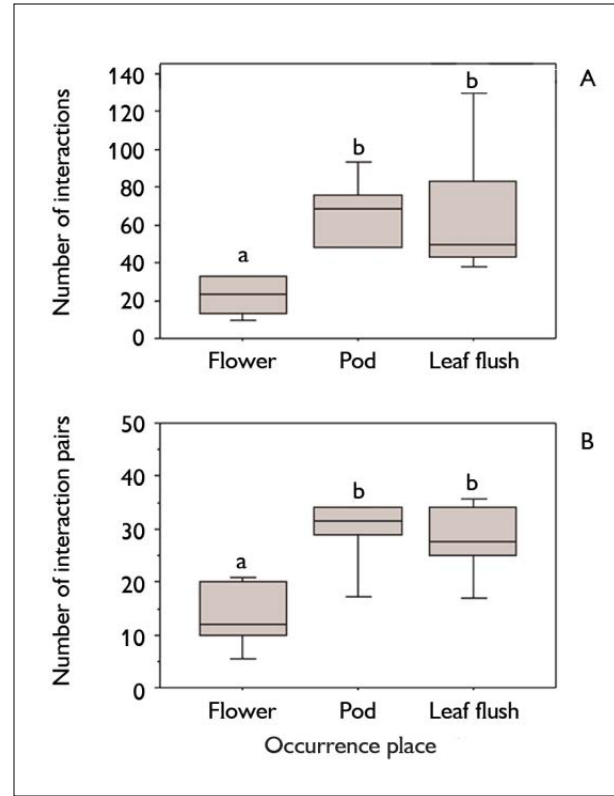 A
Number of interactions
140
120
100
80
60
40
20
0
a
b
b
Flower Pod Leaf flush
B
Number of interaction pairs
50
40
30
20
10
0
a
b
b
Flower Pod Leaf flush
Occurrence place